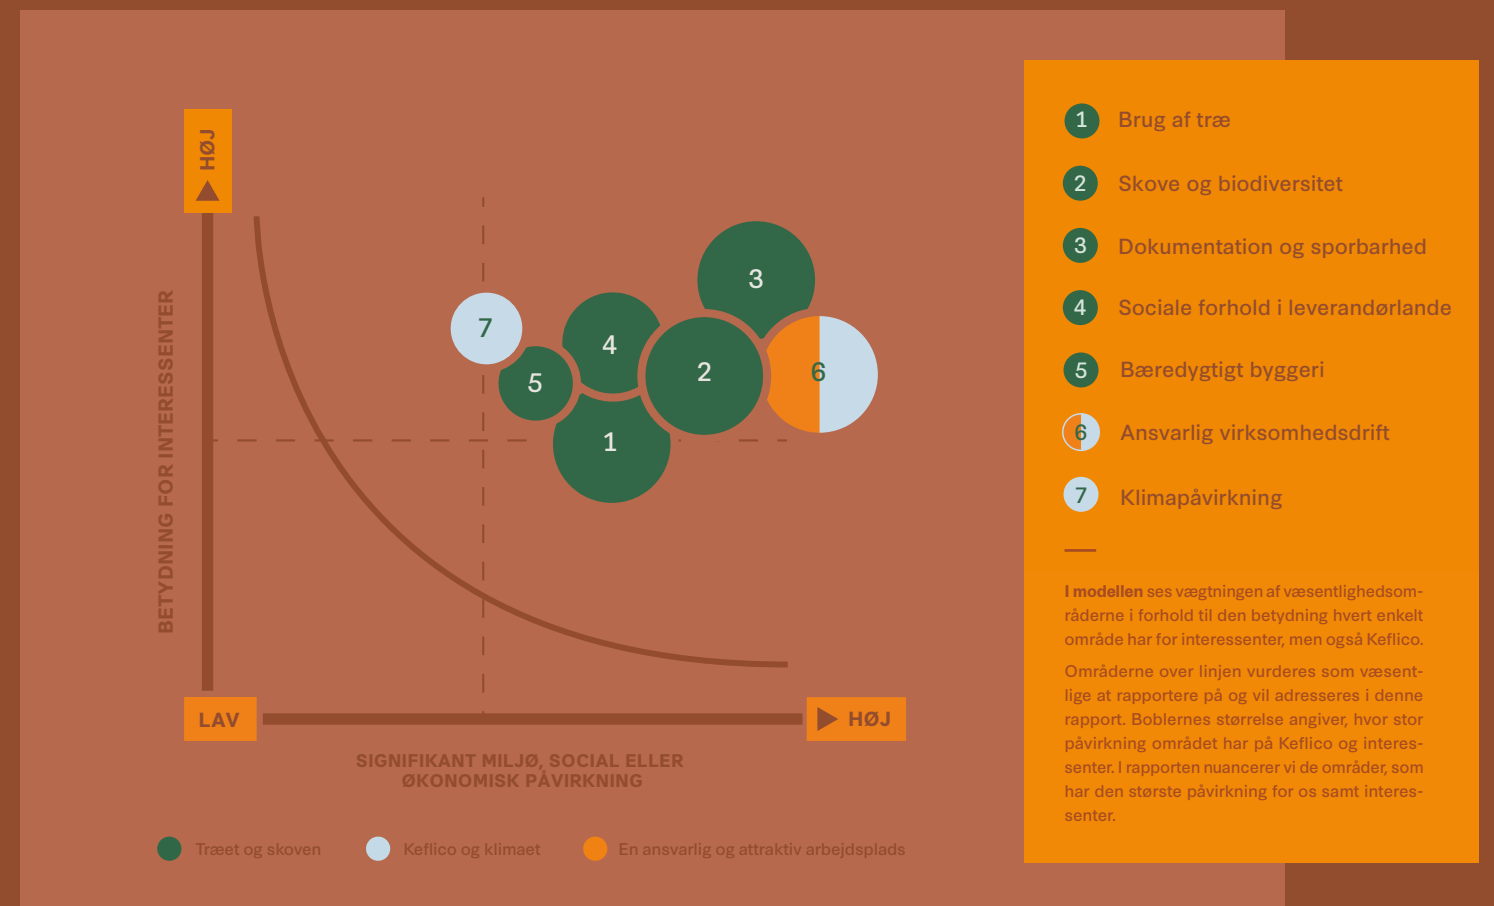 HØJ
BETYDNING FOR INTERESSENTER
7
5
4
1
2
3
6
LAV
HØJ
SIGNIFIKANT MILJØ, SOCIAL ELLER
ØKONOMISK PÅVIRKNING
Træet og skoven
Keflico og klimaet
En ansvarlig og attraktiv arbejdsplads
1 Brug af træ
2 Skove og biodiversitet
3 Dokumentation og sporbarhed
4 Sociale forhold i leverandørlande
5 Bæredygtigt byggeri
6 Ansvarlig virksomhedsdrift
7 Klimapåvirkning
I modellen ses vægtningen af væsentlighedsom-
råderne i forhold til den betydning hvert enkelt
område har for interessenter, men også Keflico.
Områderne over linjen vurderes som væsent-
lige at rapportere på og vil adresseres i denne
rapport. Boblernes størrelse angiver, hvor stor
påvirkning området har på Keflico og interes-
senter. I rapporten nuancerer vi de områder, som
har den største påvirkning for os samt interes-
senter.